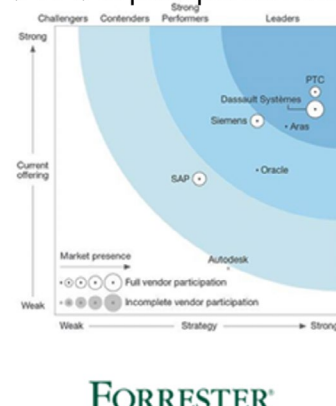 Strong
Challengers Contenders Performers Leaders
Strong
PTC
Dassault Systèmes
Siemens
Aras
Current
offering
SAP
Oracle
Market presence
Autodesk
Full vendor participation
Incomplete vendor participation
Weak
Weak Strategy Strong
FORRESTER®